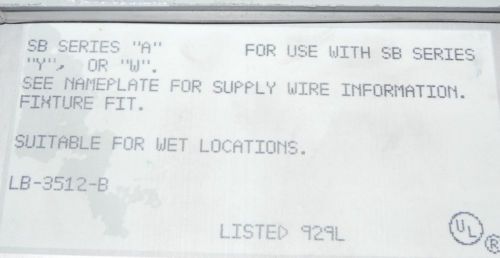 SB SERIES "A" FOR USE WITH SB SERIES
"Y", OR "W".
SEE NAMEPLATE FOR SUPPLY WIRE INFORMATION.
FIXTURE FIT.
SUITABLE FOR WET LOCATIONS.
LB-3512-B
LISTED 929L
UL ®